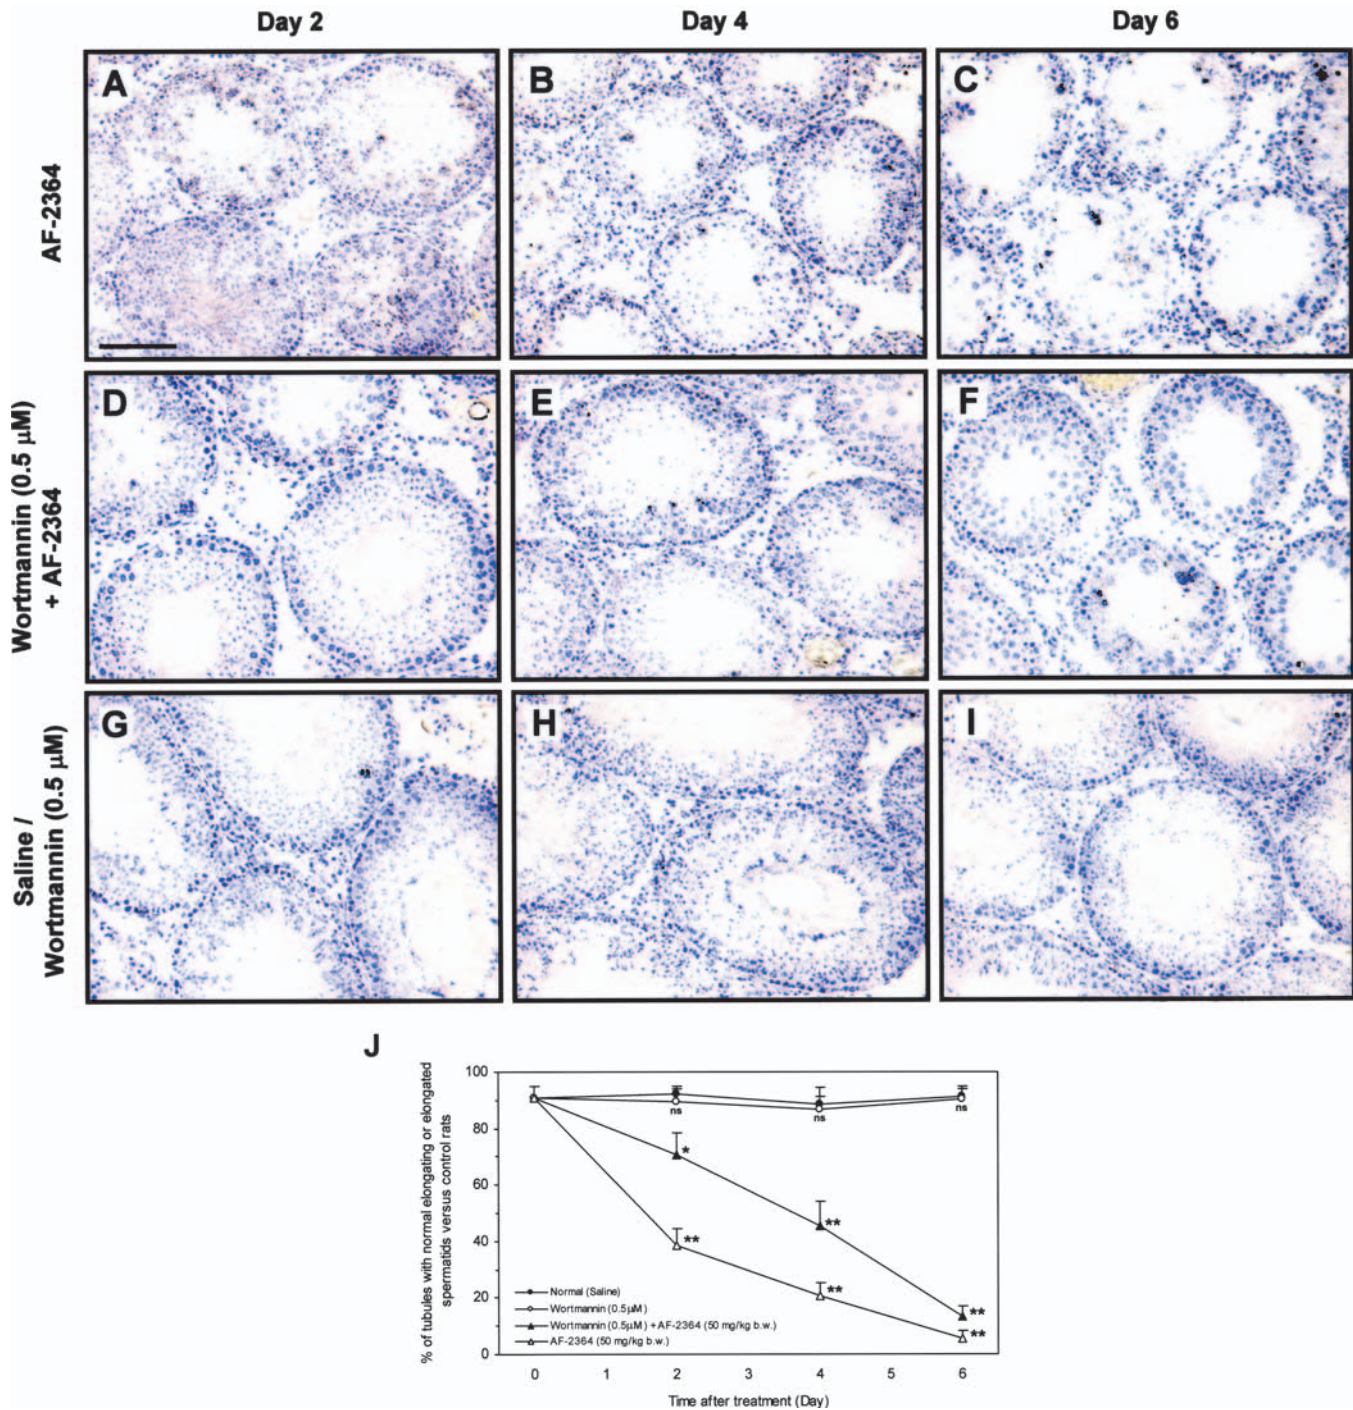 Day 2
Day 4
Day 6
AF-2364
A
B
C
Wortmannin (0.5 µM)
+ AF-2364
D
E
F
Saline /
Wortmannin (0.5 µM)
G
H
I
J
% of tubules with normal elongating or elongated
spermatids versus control rats
100
80
60
40
20
0
ns
ns
ns
*
**
**
**
**
**
Normal (Saline)
Wortmannin (0.5µM)
Wortmannin (0.5µM) + AF-2364 (50 mg/kg b.w.)
AF-2364 (50 mg/kg b.w.)
0 1 2 3 4 5 6
Time after treatment (Day)